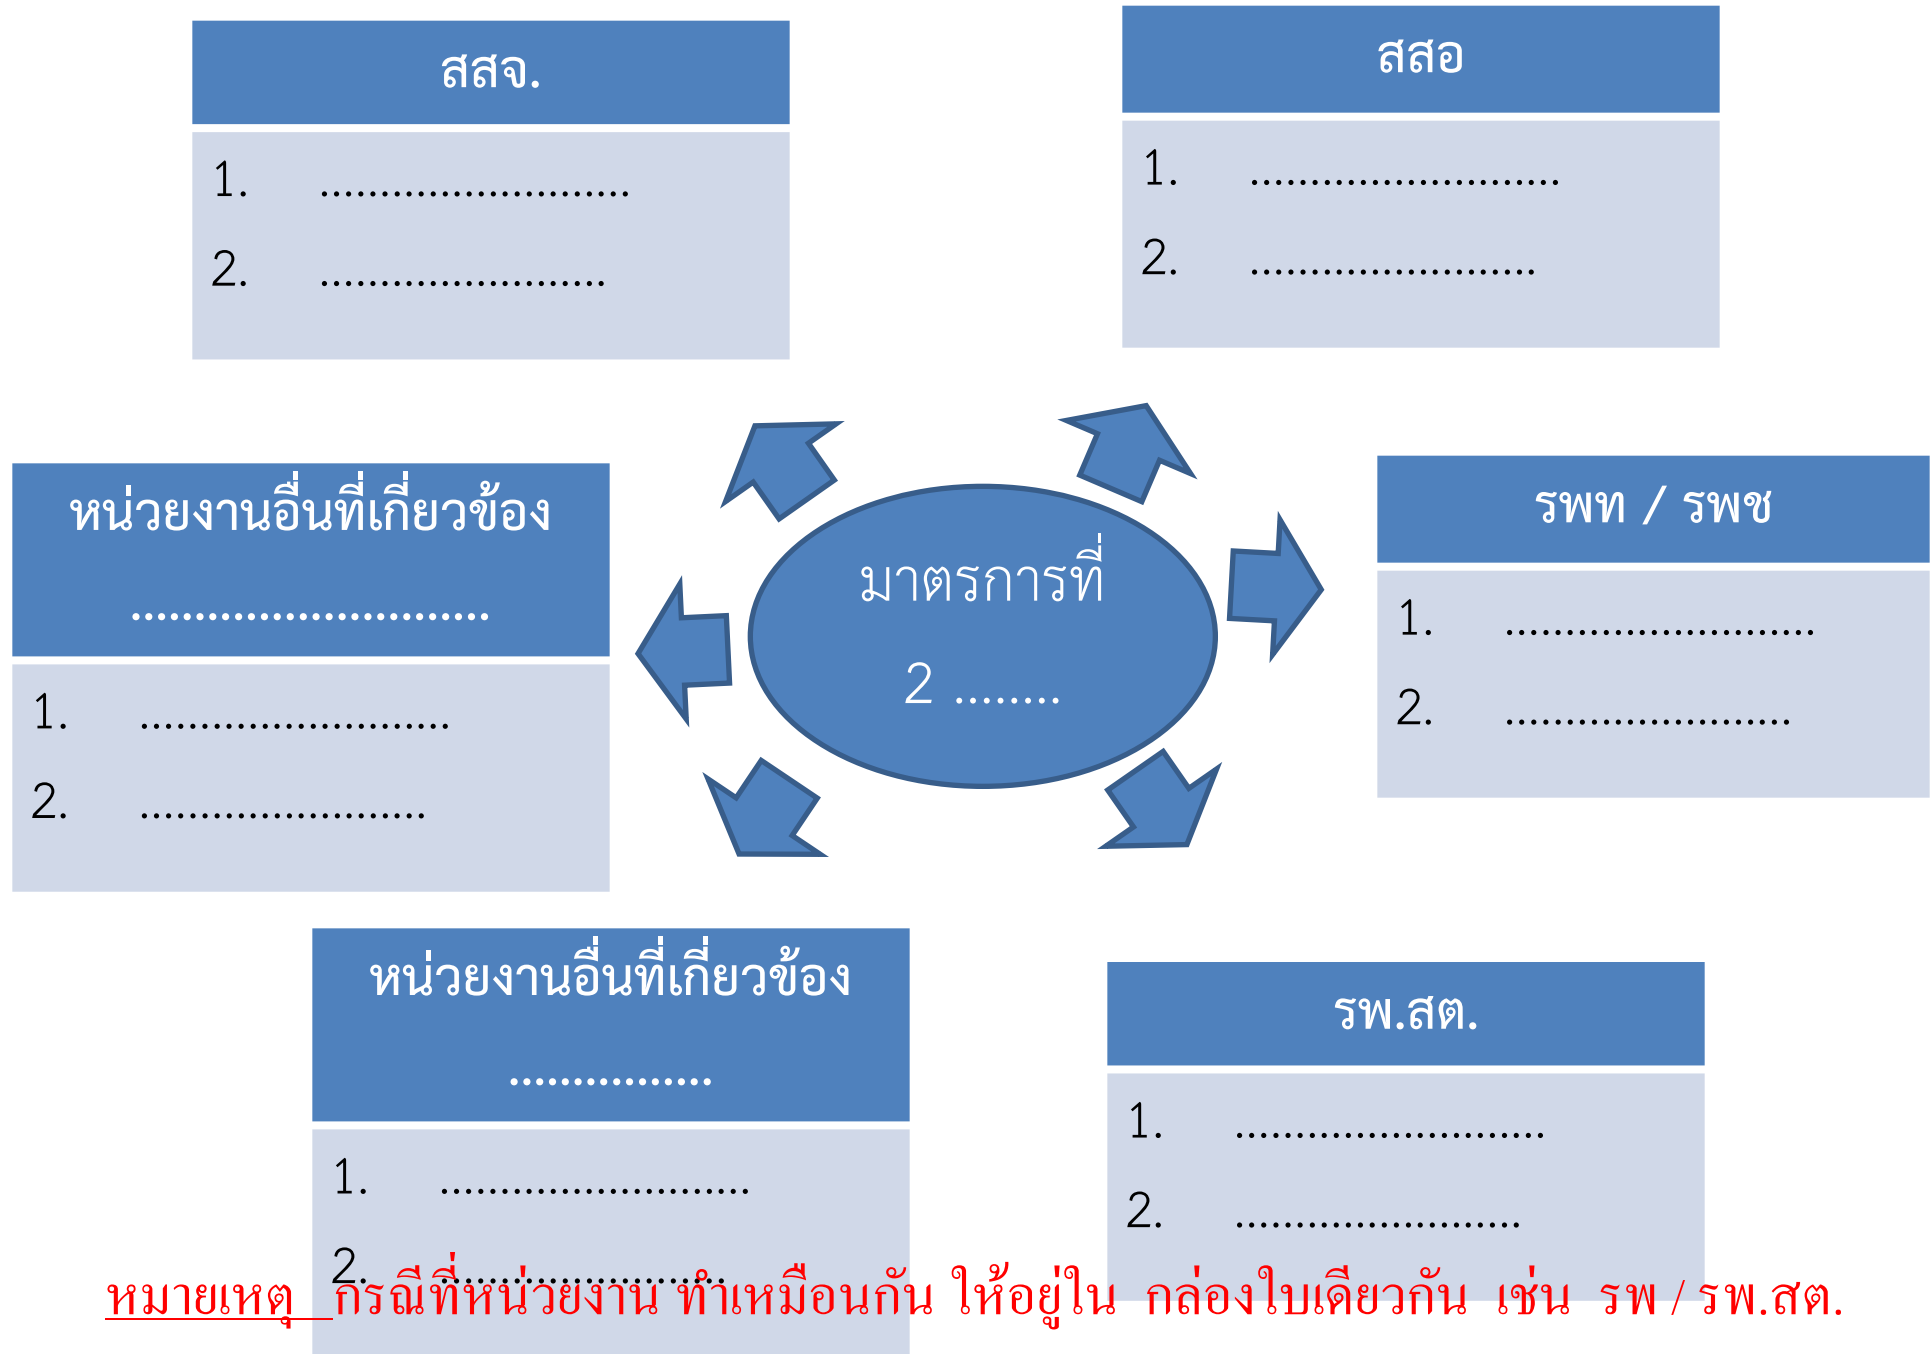 สสจ.
1. ..........................
2. ........................
สสอ
1. ..........................
2. ........................
หน่วยงานอื่นที่เกี่ยวข้อง
............................
1. ..........................
2. ........................
มาตรการที่
2 ........
รพท / รพช
1. ..........................
2. ........................
หน่วยงานอื่นที่เกี่ยวข้อง
................
1. ..........................
2. ........................
รพ.สต.
1. ..........................
2. ........................
หมายเหตุ กรณีที่หน่วยงาน ทำเหมือนกัน ให้อยู่ใน กล่องใบเดียวกัน เช่น รพ / รพ.สต.